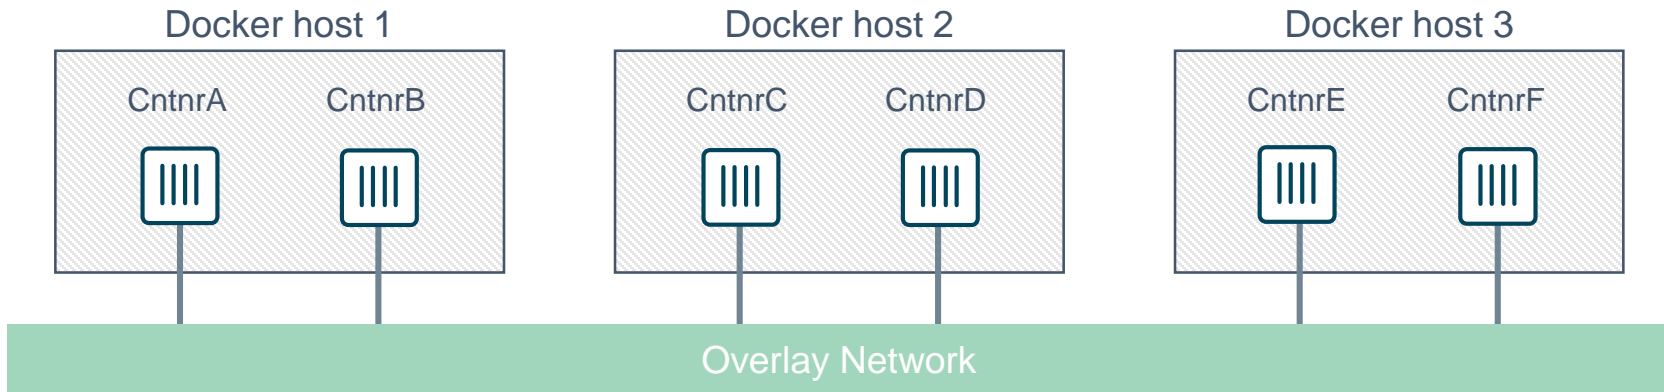 Docker host 1
Docker host 2
Docker host 3
CntnrA
CntnrB
CntnrC
CntnrD
CntnrE
CntnrF
Overlay Network